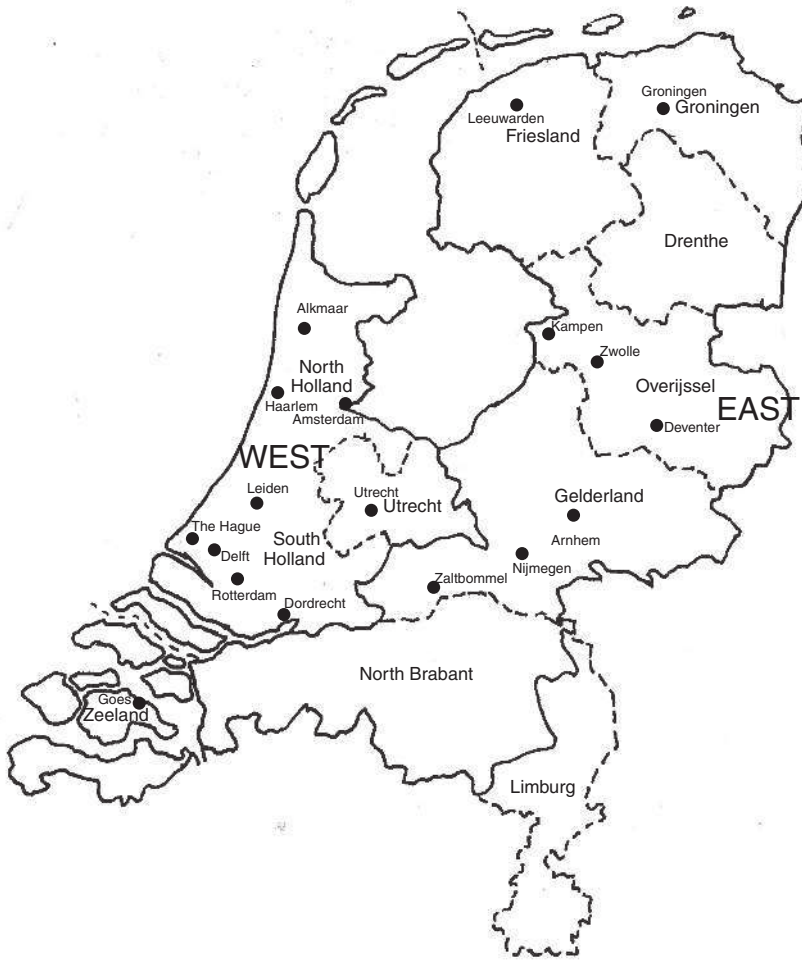 Groningen
Groningen
Leeuwarden
Friesland
Drenthe
Alkmaar
Kampen
Zwolle
North
Holland
Overijssel
Haarlem
Amsterdam
EAST
Deventer
WEST
Leiden
Utrecht
Utrecht
Gelderland
The Hague
South
Holland
Arnhem
Delft
Nijmegen
Rotterdam
Zaltbommel
Dordrecht
North Brabant
Goes
Zeeland
Limburg